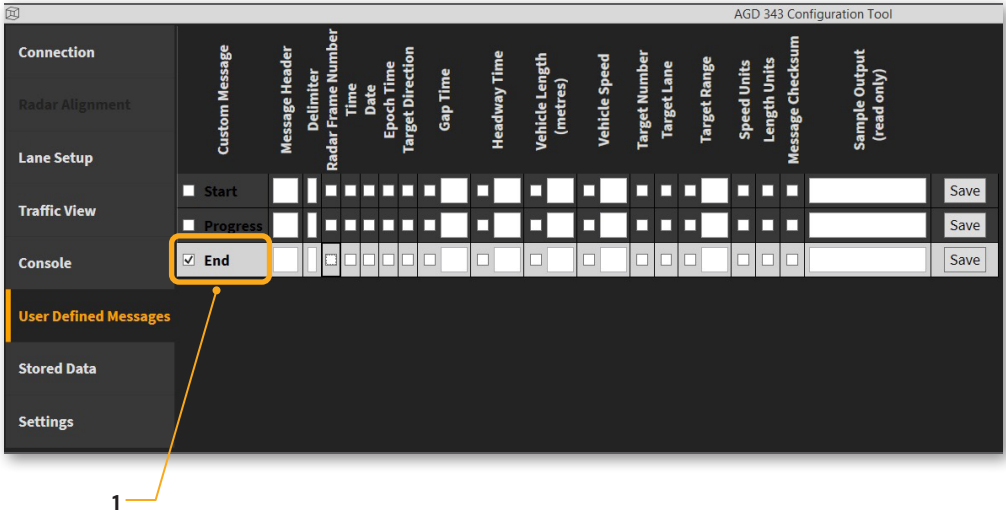 AGD 343 Configuration Tool
Connection
Radar Alignment
Lane Setup
Traffic View
Console
User Defined Messages
Stored Data
Settings
Custom Message
Message Header
Delimiter
Radar Frame Number
Time
Date
Epoch Time
Target Direction
Gap Time
Headway Time
Vehicle Length
(metres)
Vehicle Speed
Target Number
Target Lane
Target Range
Speed Units
Length Units
Message Checksum
Sample Output
(read only)
Start
Save
Progress
Save
End
Save
1